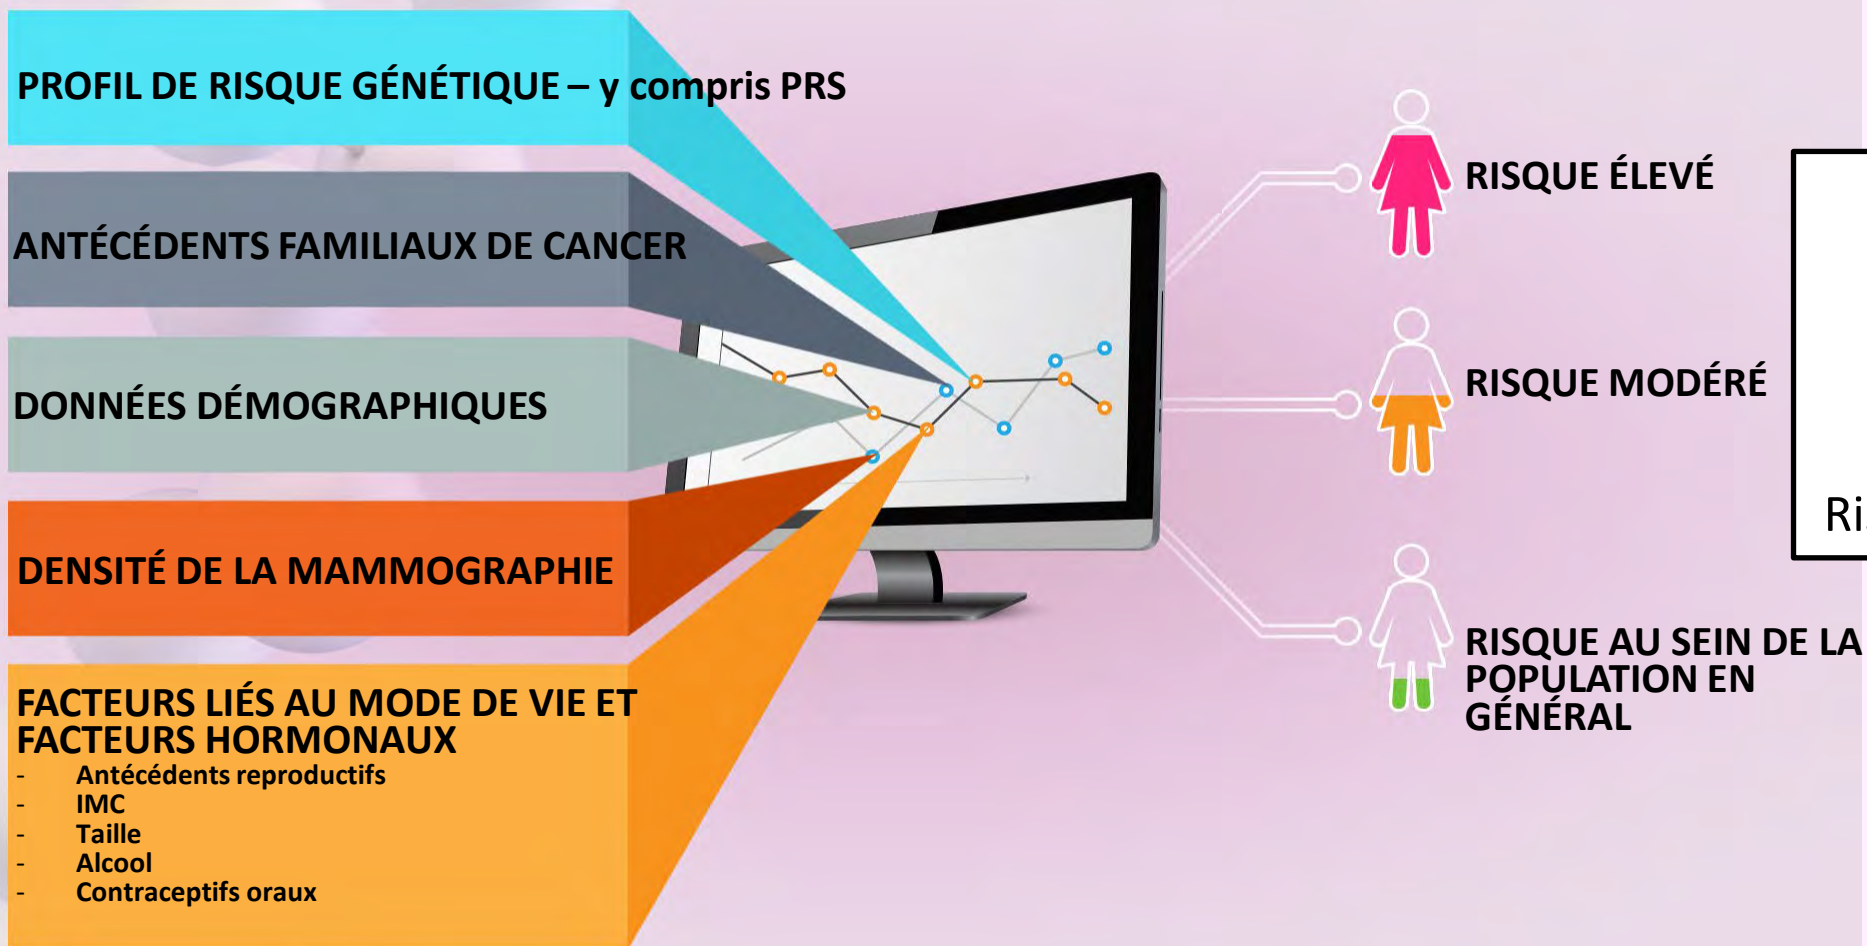 PROFIL DE RISQUE GÉNÉTIQUE – y compris PRS
ANTÉCÉDENTS FAMILIAUX DE CANCER
DONNÉES DÉMOGRAPHIQUES
DENSITÉ DE LA MAMMOGRAPHIE
FACTEURS LIÉS AU MODE DE VIE ET
FACTEURS HORMONAUX
- Antécédents reproductifs
- IMC
- Taille
- Alcool
- Contraceptifs oraux
RISQUE ÉLEVÉ
RISQUE MODÉRÉ
RISQUE AU SEIN DE LA
POPULATION EN
GÉNÉRAL